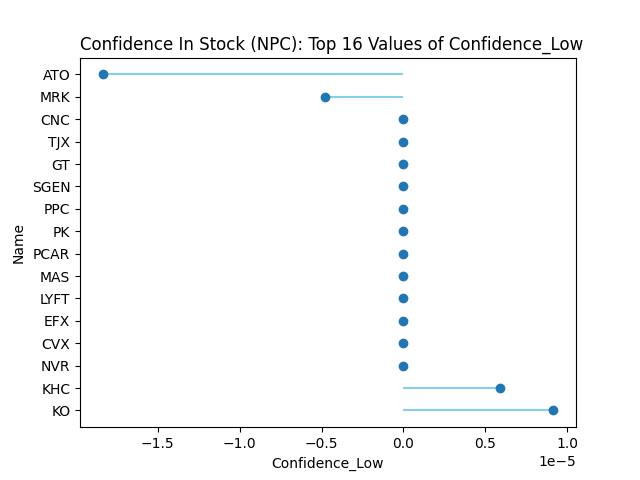 Confidence In Stock (NPC): Top 16 Values of Confidence_Low
ATO
MRK
CNC
TJX
GT
SGEN
PPC
PK
PCAR
MAS
LYFT
EFX
CVX
NVR
KHC
KO
Name
−1.5 −1.0 −0.5 0.0 0.5 1.0
1e−5
Confidence_Low